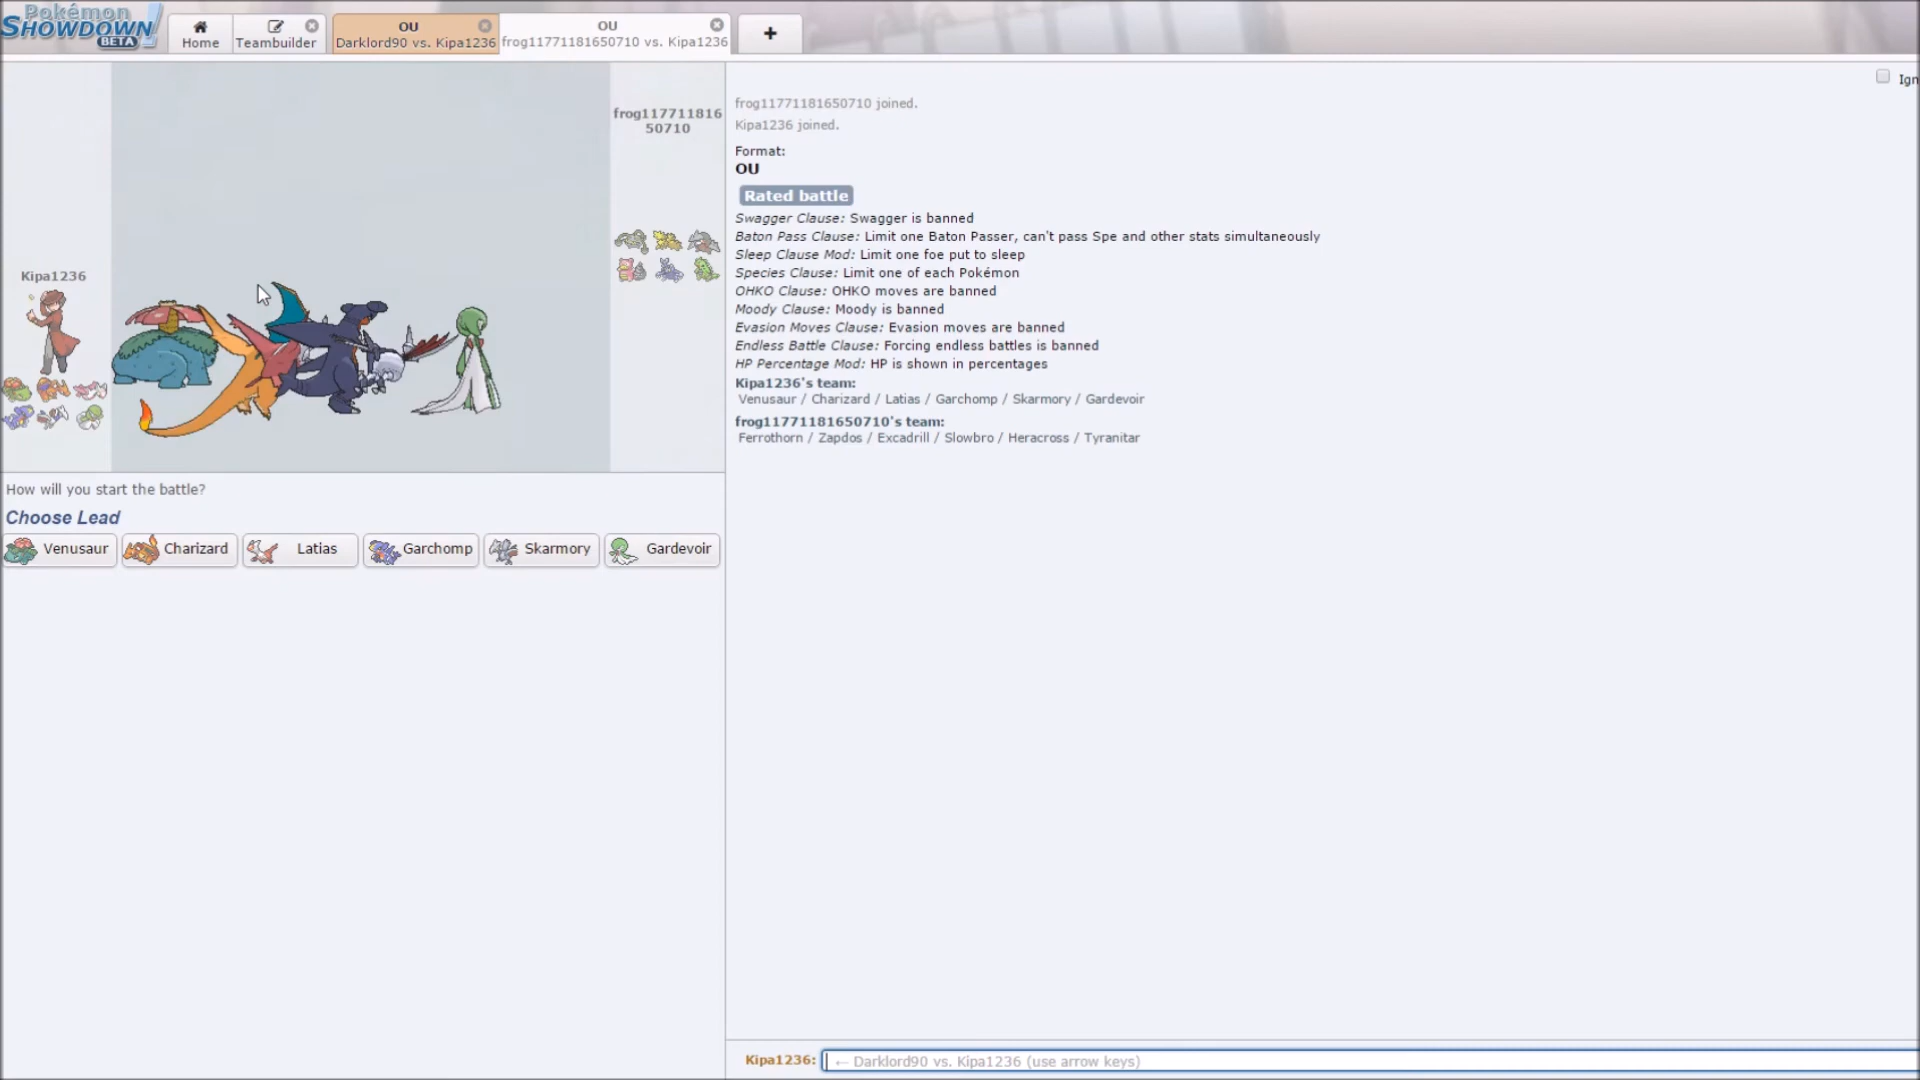 Pokémon
SHOWDOWN!
BETA
Home
Teambuilder
OU
Darklord90 vs. Kipa1236
OU
frog11771181650710 vs. Kipa1236
+
Kipa1236
frog117711816
50710
How will you start the battle?
Choose Lead
Venusaur
Charizard
Latias
Garchomp
Skarmory
Gardevoir
Ign
frog11771181650710 joined.
Kipa1236 joined.
Format:
OU
Rated battle
Swagger Clause: Swagger is banned
Baton Pass Clause: Limit one Baton Passer, can't pass Spe and other stats simultaneously
Sleep Clause Mod: Limit one foe put to sleep
Species Clause: Limit one of each Pokémon
OHKO Clause: OHKO moves are banned
Moody Clause: Moody is banned
Evasion Moves Clause: Evasion moves are banned
Endless Battle Clause: Forcing endless battles is banned
HP Percentage Mod: HP is shown in percentages
Kipa1236's team:
Venusaur / Charizard / Latias / Garchomp / Skarmory / Gardevoir
frog11771181650710's team:
Ferrothorn / Zapdos / Excadrill / Slowbro / Heracross / Tyranitar
Kipa1236: ← Darklord90 vs. Kipa1236 (use arrow keys)